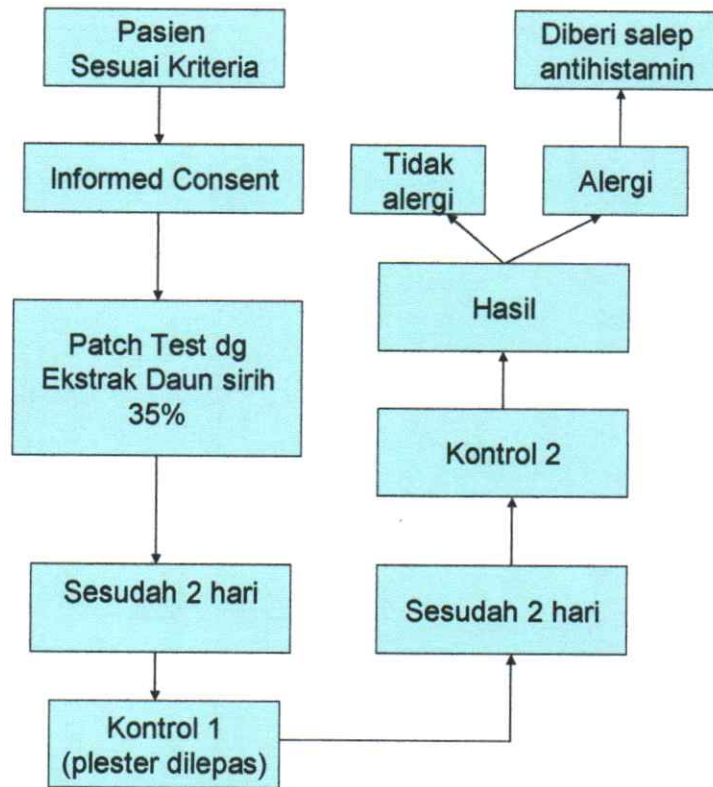 Pasien
Sesuai Kriteria
Informed Consent
Patch Test dg
Ekstrak Daun sirih
35%
Sesudah 2 hari
Kontrol 1
(plester dilepas)
Sesudah 2 hari
Kontrol 2
Hasil
Tidak
alergi
Alergi
Diberi salep
antihistamin